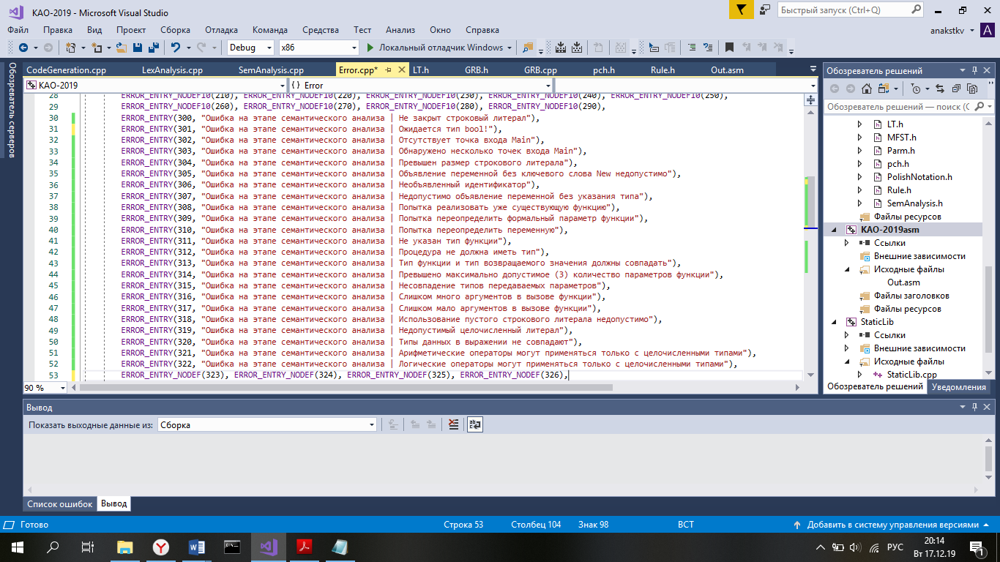 КАО-2019 - Microsoft Visual Studio
Быстрый запуск (Ctrl+Q)
Файл Правка Вид Проект Сборка Отладка Команда Средства Тест Анализ Окно Справка
anakstkv A
Debug x86 Локальный отладчик Windows
Обозреватель серверов
CodeGeneration.cpp LexAnalysis.cpp SemAnalysis.cpp Error.cpp* LT.h GRB.h GRB.cpp pch.h Rule.h Out.asm
КАО-2019 {} Error
28 ERROR_ENTRY_NODEF10(210), ERROR_ENTRY_NODEF10(220), ERROR_ENTRY_NODEF10(230), ERROR_ENTRY_NODEF10(240), ERROR_ENTRY_NODEF10(250),
29 ERROR_ENTRY_NODEF10(260), ERROR_ENTRY_NODEF10(270), ERROR_ENTRY_NODEF10(280), ERROR_ENTRY_NODEF10(290),
30 ERROR_ENTRY(300, "Ошибка на этапе семантического анализа | Не закрыт строковый литерал"),
31 ERROR_ENTRY(301, "Ошибка на этапе семантического анализа | Ожидается тип bool!"),
32 ERROR_ENTRY(302, "Ошибка на этапе семантического анализа | Отсутствует точка входа Main"),
33 ERROR_ENTRY(303, "Ошибка на этапе семантического анализа | Обнаружено несколько точек входа Main"),
34 ERROR_ENTRY(304, "Ошибка на этапе семантического анализа | Превышен размер строкового литерала"),
35 ERROR_ENTRY(305, "Ошибка на этапе семантического анализа | Объявление переменной без ключевого слова New недопустимо"),
36 ERROR_ENTRY(306, "Ошибка на этапе семантического анализа | Необъявленный идентификатор"),
37 ERROR_ENTRY(307, "Ошибка на этапе семантического анализа | Недопустимо объявление переменной без указания типа"),
38 ERROR_ENTRY(308, "Ошибка на этапе семантического анализа | Попытка реализовать уже существующую функцию"),
39 ERROR_ENTRY(309, "Ошибка на этапе семантического анализа | Попытка переопределить формальный параметр функции"),
40 ERROR_ENTRY(310, "Ошибка на этапе семантического анализа | Попытка переопределить переменную"),
41 ERROR_ENTRY(311, "Ошибка на этапе семантического анализа | Не указан тип функции"),
42 ERROR_ENTRY(312, "Ошибка на этапе семантического анализа | Процедура не должна иметь тип"),
43 ERROR_ENTRY(313, "Ошибка на этапе семантического анализа | Тип функции и тип возвращаемого значения должны совпадать"),
44 ERROR_ENTRY(314, "Ошибка на этапе семантического анализа | Превышено максимально допустимое (3) количество параметров функции"),
45 ERROR_ENTRY(315, "Ошибка на этапе семантического анализа | Несовпадение типов передаваемых параметров"),
46 ERROR_ENTRY(316, "Ошибка на этапе семантического анализа | Слишком много аргументов в вызове функции"),
47 ERROR_ENTRY(317, "Ошибка на этапе семантического анализа | Слишком мало аргументов в вызове функции"),
48 ERROR_ENTRY(318, "Ошибка на этапе семантического анализа | Использование пустого строкового литерала недопустимо"),
49 ERROR_ENTRY(319, "Ошибка на этапе семантического анализа | Недопустимый целочисленный литерал"),
50 ERROR_ENTRY(320, "Ошибка на этапе семантического анализа | Типы данных в выражении не совпадают"),
51 ERROR_ENTRY(321, "Ошибка на этапе семантического анализа | Арифметические операторы могут применяться только с целочисленными типами"),
52 ERROR_ENTRY(322, "Ошибка на этапе семантического анализа | Логические операторы могут применяться только с целочисленными типами"),
53 ERROR_ENTRY_NODEF(323), ERROR_ENTRY_NODEF(324), ERROR_ENTRY_NODEF(325), ERROR_ENTRY_NODEF(326),
90 %
Обозреватель решений
Обозреватель решений — поиск (C
LT.h
MFST.h
Parm.h
pch.h
PolishNotation.h
Rule.h
SemAnalysis.h
Файлы ресурсов
КАО-2019asm
Ссылки
Внешние зависимости
Исходные файлы
Out.asm
Файлы заголовков
Файлы ресурсов
StaticLib
Ссылки
Внешние зависимости
Исходные файлы
StaticLib.cpp
Обозреватель решений Уведомления
Вывод
Показать выходные данные из: Сборка
Список ошибок Вывод
Готово Строка 53 Столбец 104 Знак 98 ВСТ Добавить в систему управления версиями
РУС 20:14
Вт 17.12.19
1